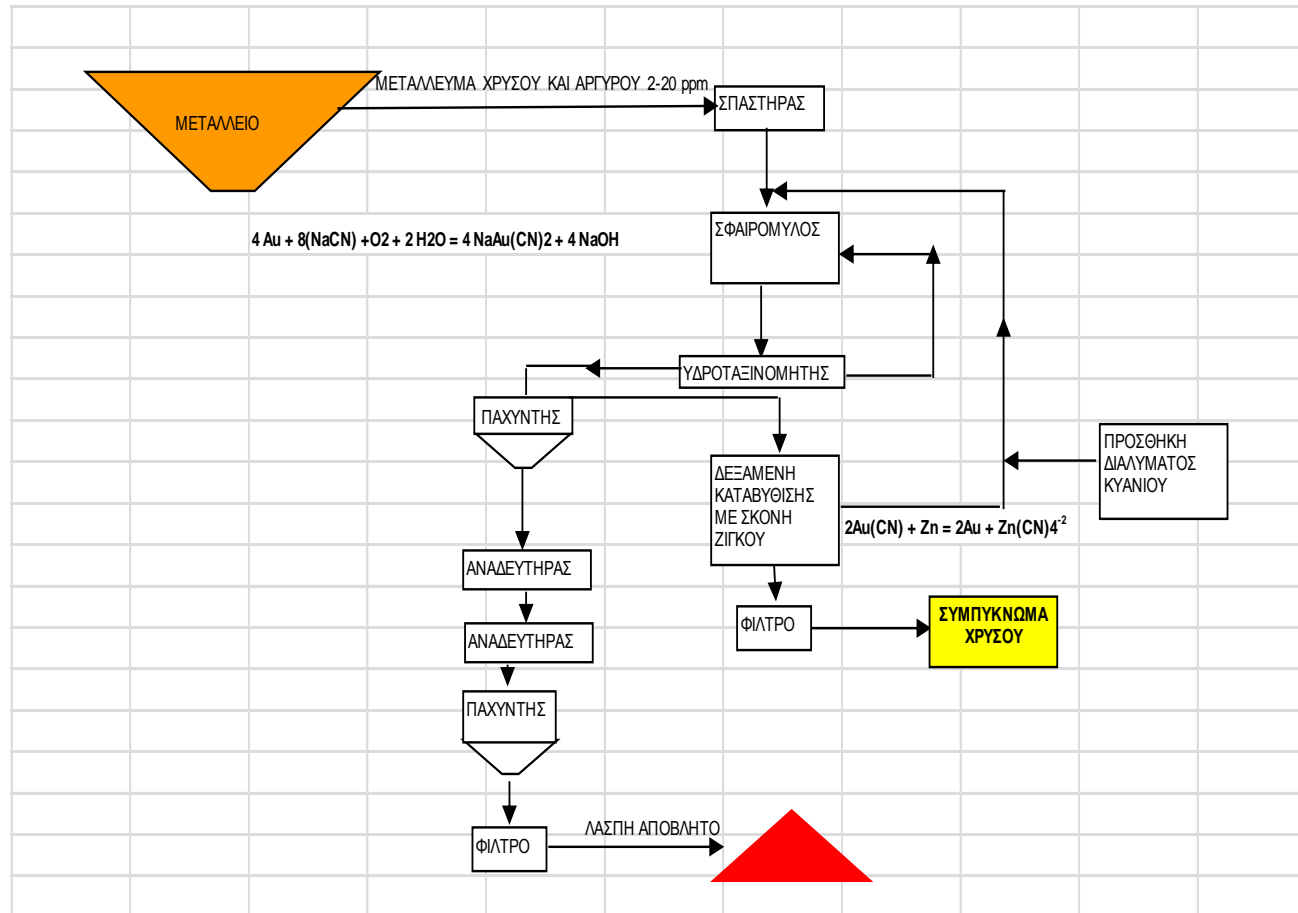 ΜΕΤΑΛΛΕΥΜΑ ΧΡΥΣΟΥ ΚΑΙ ΑΡΓΥΡΟΥ 2-20 ppm
ΜΕΤΑΛΛΕΙΟ
ΣΠΑΣΤΗΡΑΣ
4 Au + 8(NaCN) +O2 + 2 H2O = 4 NaAu(CN)2 + 4 NaOH
ΣΦΑΙΡΟΜΥΛΟΣ
ΥΔΡΟΤΑΞΙΝΟΜΗΤΗΣ
ΠΑΧΥΝΤΗΣ
ΠΡΟΣΘΗΚΗ
ΔΙΑΛΥΜΑΤΟΣ
ΚΥΑΝΙΟΥ
ΔΕΞΑΜΕΝΗ
ΚΑΤΑΒΥΘΙΣΗΣ
ΜΕ ΣΚΟΝΗ
ΖΙΓΚΟΥ
2Au(CN) + Zn = 2Au + Zn(CN)4⁻²
ΑΝΑΔΕΥΤΗΡΑΣ
ΑΝΑΔΕΥΤΗΡΑΣ
ΦΙΛΤΡΟ
ΣΥΜΠΥΚΝΩΜΑ
ΧΡΥΣΟΥ
ΠΑΧΥΝΤΗΣ
ΦΙΛΤΡΟ
ΛΑΣΠΗ ΑΠΟΒΛΗΤΟ